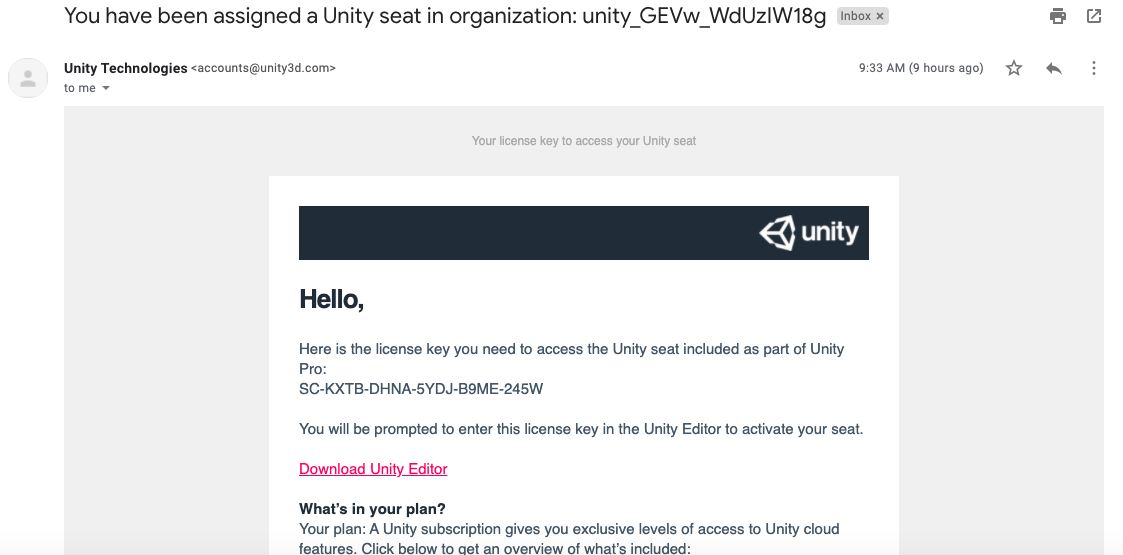 You have been assigned a Unity seat in organization: unity_GEVw_WdUzIW18g Inbox ×
Unity Technologies <accounts@unity3d.com> 9:33 AM (9 hours ago)
to me
Your license key to access your Unity seat
unity
Hello,
Here is the license key you need to access the Unity seat included as part of Unity
Pro:
SC-KXTB-DHNA-5YDJ-B9ME-245W
You will be prompted to enter this license key in the Unity Editor to activate your seat.
Download Unity Editor
What's in your plan?
Your plan: A Unity subscription gives you exclusive levels of access to Unity cloud
features. Click below to get an overview of what's included: